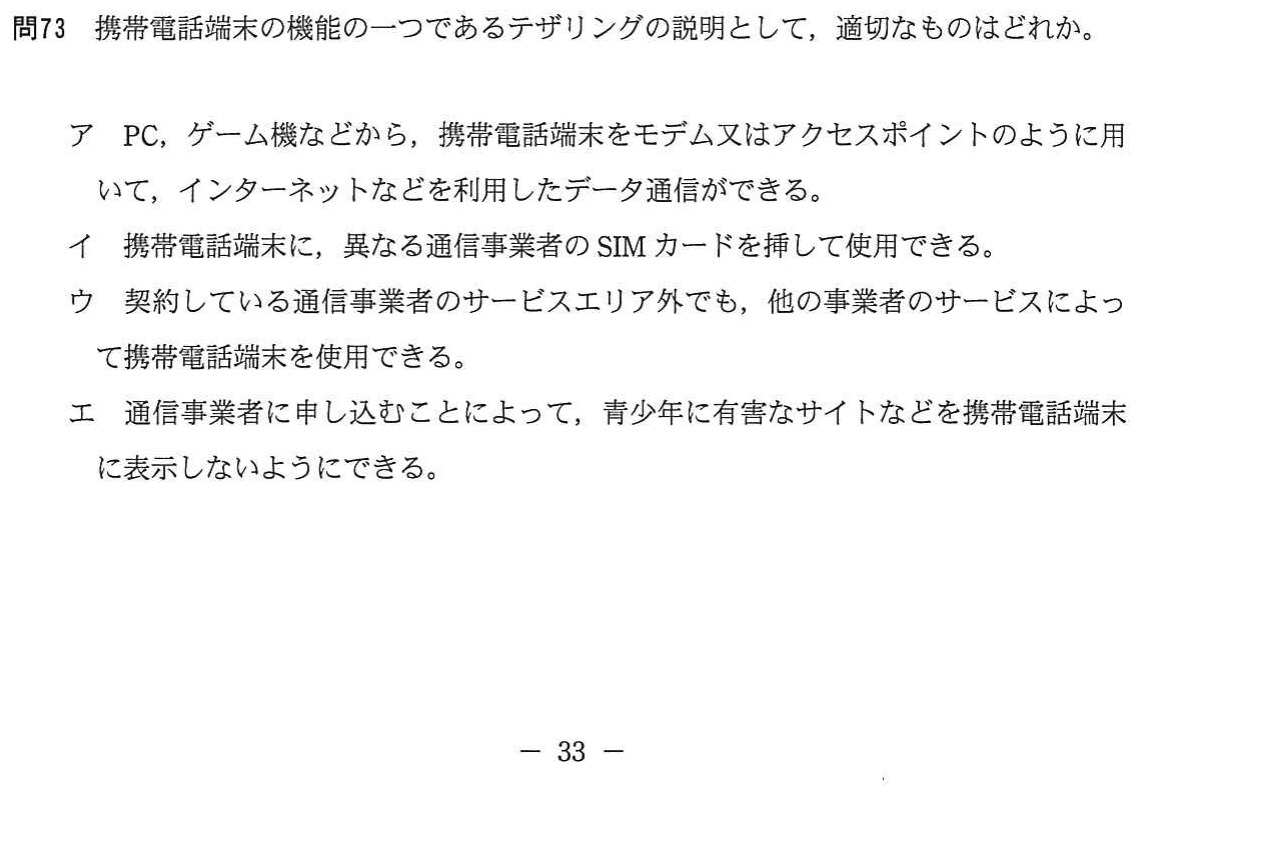 問73 携帯電話端末の機能の一つであるテザリングの説明として，適切なものはどれか。
ア PC，ゲーム機などから，携帯電話端末をモデム又はアクセスポイントのように用
いて，インターネットなどを利用したデータ通信ができる。
イ 携帯電話端末に，異なる通信事業者の SIM カードを挿して使用できる。
ウ 契約している通信事業者のサービスエリア外でも，他の事業者のサービスによっ
て携帯電話端末を使用できる。
エ 通信事業者に申し込むことによって，青少年に有害なサイトなどを携帯電話端末
に表示しないようにできる。
－ 33 －